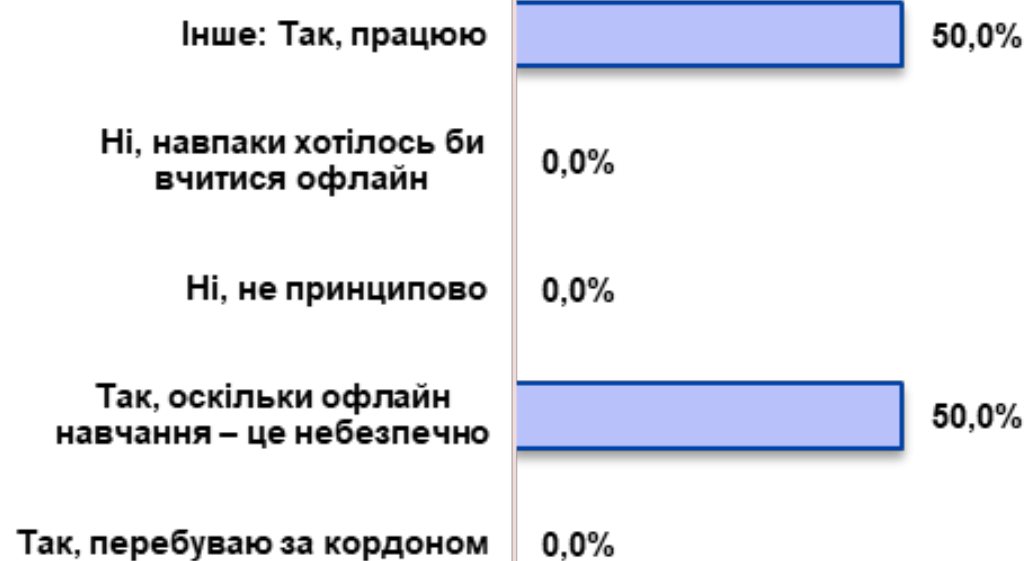 Інше: Так, працюю 50,0%
Ні, навпаки хотілось би
вчитися офлайн
0,0%
Ні, не принципово 0,0%
Так, оскільки офлайн
навчання – це небезпечно
50,0%
Так, перебуваю за кордоном 0,0%